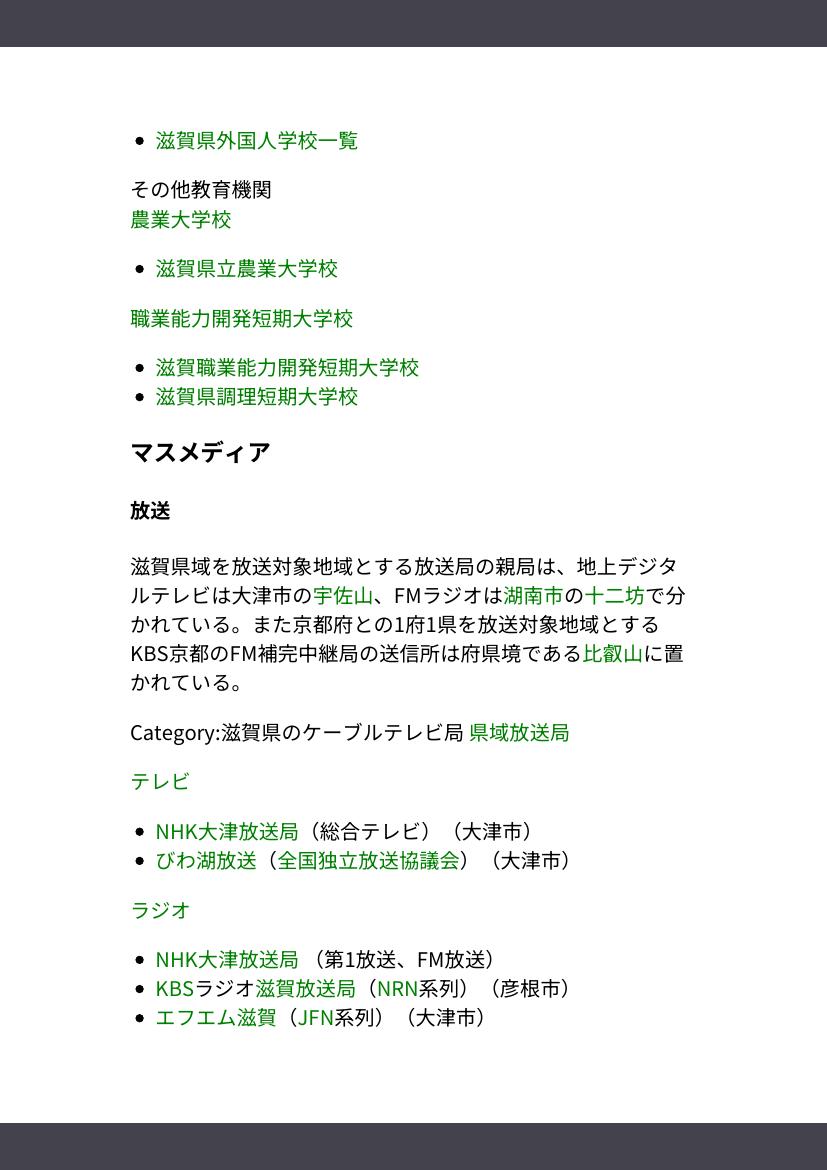 滋賀県外国人学校一覧
その他教育機関
農業大学校
滋賀県立農業大学校
職業能力開発短期大学校
滋賀職業能力開発短期大学校
滋賀県調理短期大学校
マスメディア
放送
滋賀県域を放送対象地域とする放送局の親局は、地上デジタ
ルテレビは大津市の宇佐山、FMラジオは湖南市の十二坊で分
かれている。また京都府との1府1県を放送対象地域とする
KBS京都のFM補完中継局の送信所は府県境である比叡山に置
かれている。
Category:滋賀県のケーブルテレビ局 県域放送局
テレビ
NHK大津放送局（総合テレビ）（大津市）
びわ湖放送（全国独立放送協議会）（大津市）
ラジオ
NHK大津放送局 （第1放送、FM放送）
KBSラジオ滋賀放送局（NRN系列）（彦根市）
エフエム滋賀（JFN系列）（大津市）